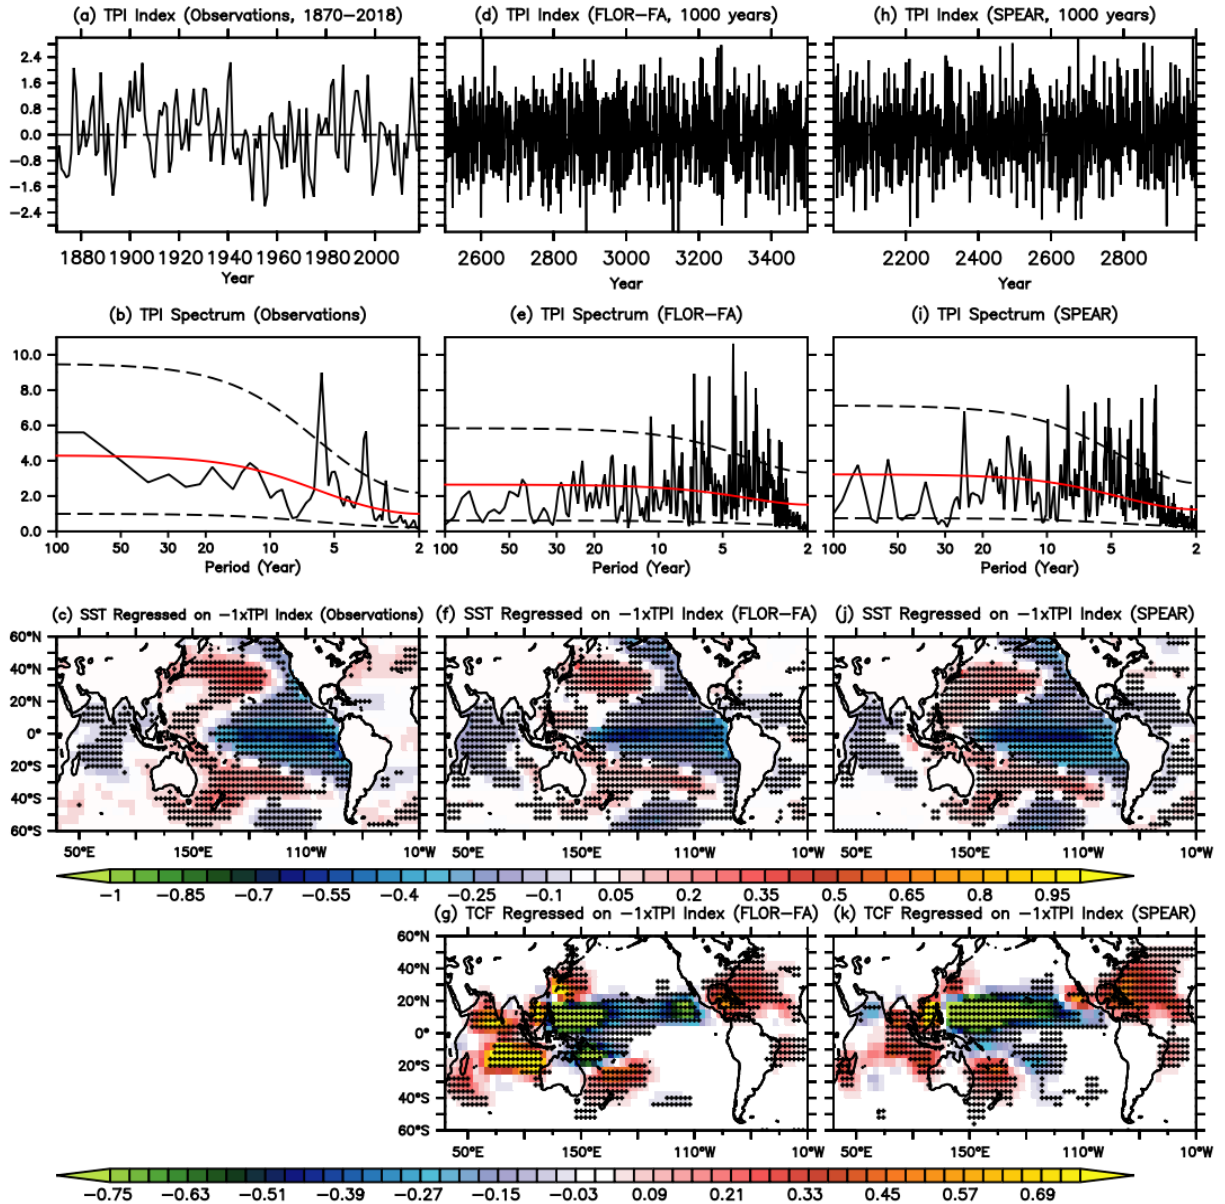 (a) TPI Index (Observations, 1870−2018)
(d) TPI Index (FLOR−FA, 1000 years)
(h) TPI Index (SPEAR, 1000 years)
2.4
1.6
0.8
0.0
−0.8
−1.6
−2.4
1880 1900 1920 1940 1960 1980 2000
2600 2800 3000 3200 3400
2200 2400 2600 2800
Year
Year
Year
(b) TPI Spectrum (Observations)
(e) TPI Spectrum (FLOR−FA)
(i) TPI Spectrum (SPEAR)
10.0
8.0
6.0
4.0
2.0
0.0
100 50 30 20 10 5 2
100 50 30 20 10 5 2
100 50 30 20 10 5 2
Period (Year)
Period (Year)
Period (Year)
(c) SST Regressed on −1xTPI Index (Observations)
(f) SST Regressed on −1xTPI Index (FLOR−FA)
(j) SST Regressed on −1xTPI Index (SPEAR)
60°N
40°N
20°N
0°
20°S
40°S
60°S
50°E 150°E 110°W 10°W
50°E 150°E 110°W 10°W
50°E 150°E 110°W 10°W
−1 −0.85 −0.7 −0.55 −0.4 −0.25 −0.1 0.05 0.2 0.35 0.5 0.65 0.8 0.95
(g) TCF Regressed on −1xTPI Index (FLOR−FA)
(k) TCF Regressed on −1xTPI Index (SPEAR)
60°N
40°N
20°N
0°
20°S
40°S
60°S
50°E 150°E 110°W 10°W
50°E 150°E 110°W 10°W
−0.75 −0.63 −0.51 −0.39 −0.27 −0.15 −0.03 0.09 0.21 0.33 0.45 0.57 0.69